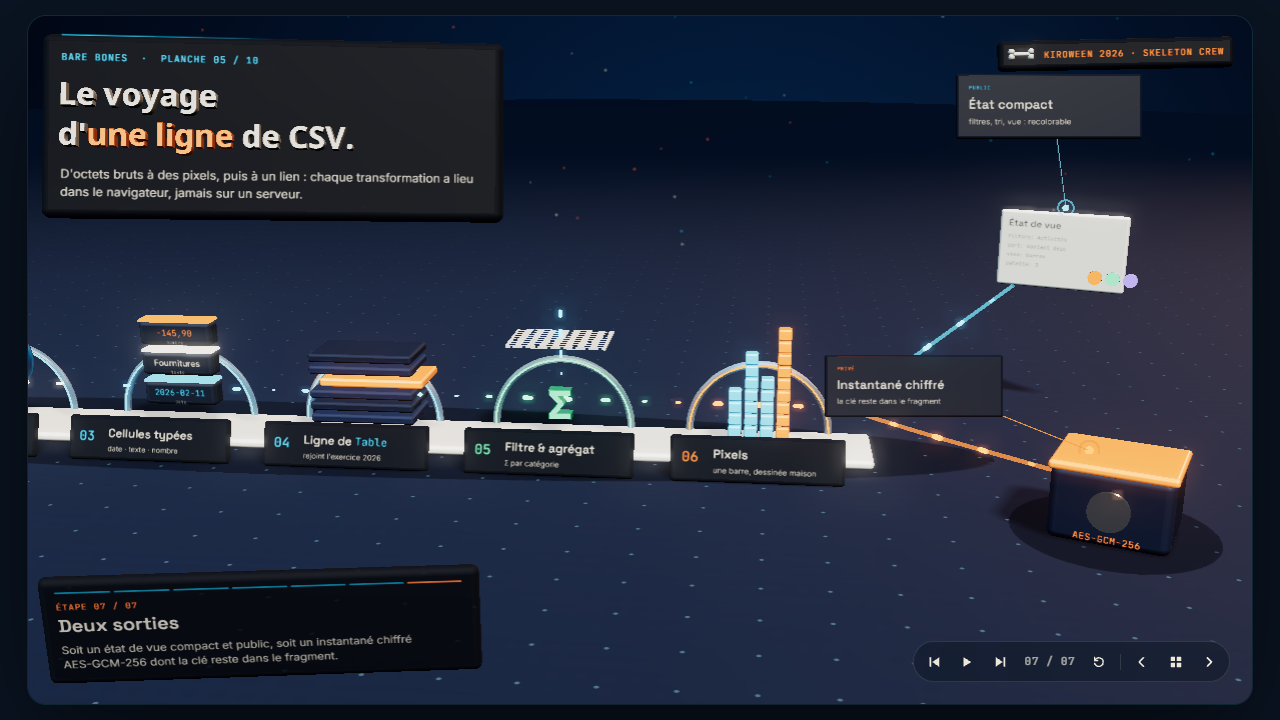 BARE BONES · PLANCHE 05 / 10
Le voyage
d'une ligne de CSV.
D'octets bruts à des pixels, puis à un lien : chaque transformation a lieu
dans le navigateur, jamais sur un serveur.
KIROWEEN 2026 · SKELETON CREW
PUBLIC
État compact
filtres, tri, vue : recolorable
État de vue
PRIVÉ
Instantané chiffré
la clé reste dans le fragment
AES-GCM-256
-145,90
Fournitures
2026-02-11
03 Cellules typées
date · texte · nombre
04 Ligne de Table
rejoint l'exercice 2026
Σ
05 Filtre & agrégat
Σ par catégorie
06 Pixels
une barre, dessinée maison
ÉTAPE 07 / 07
Deux sorties
Soit un état de vue compact et public, soit un instantané chiffré
AES-GCM-256 dont la clé reste dans le fragment.
07 / 07